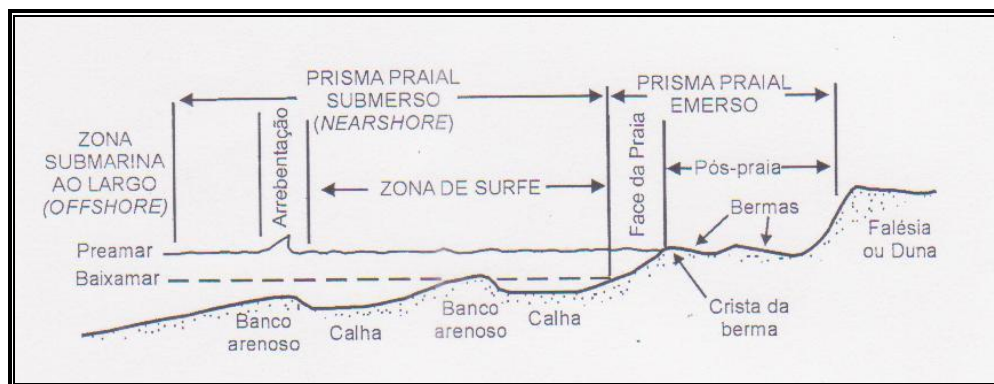 PRISMA PRAIAL
SUBMERSO
(NEARSHORE)
PRISMA PRAIAL
EMERSO
ZONA
SUBMARINA
AO LARGO
(OFFSHORE)
Arrebentação
ZONA DE SURFE
Face da Praia
Pós-praia
Bermas
Falésia
ou Duna
Preamar
Baixamar
Crista da
berma
Banco
arenoso
Calha
Banco
arenoso
Calha